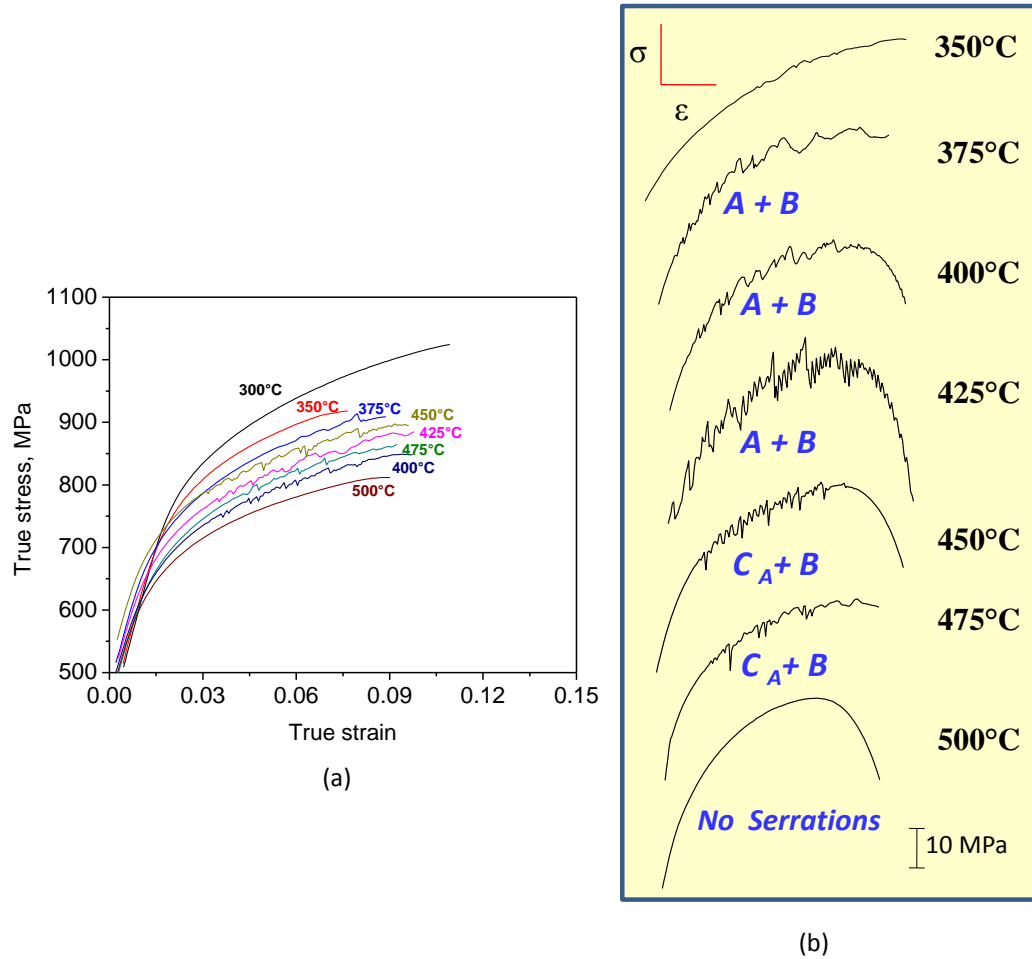 1100
1000
900
800
700
600
500
0.00
0.03
0.06
0.09
0.12
0.15
True stress, MPa
True strain
300°C
350°C
375°C
450°C
425°C
475°C
400°C
500°C
(a)
σ
ε
350°C
375°C
A + B
400°C
A + B
425°C
A + B
450°C
C A + B
475°C
C A + B
500°C
No Serrations
10 MPa
(b)